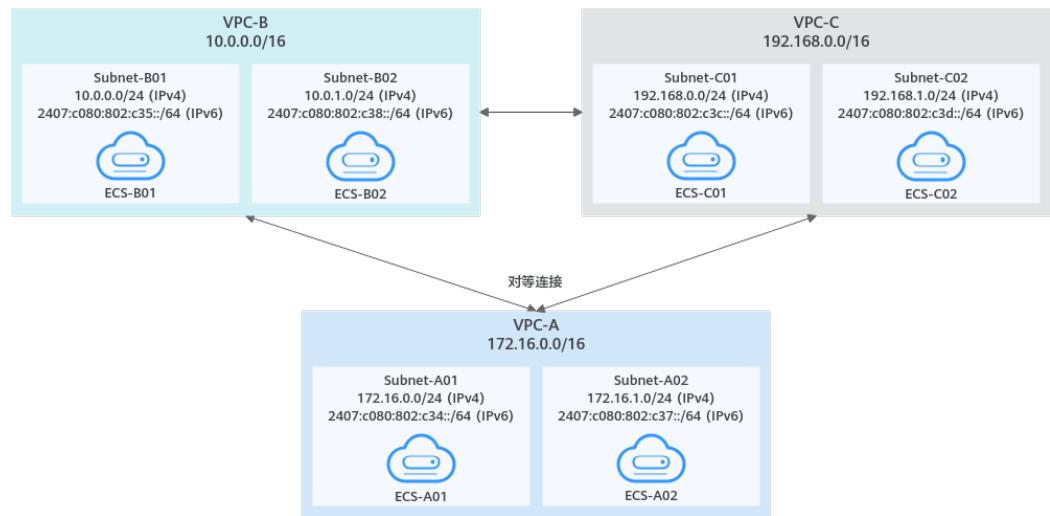 VPC-B
10.0.0.0/16
Subnet-B01
10.0.0.0/24 (IPv4)
2407:c080:802:c35::/64 (IPv6)
ECS-B01
Subnet-B02
10.0.1.0/24 (IPv4)
2407:c080:802:c38::/64 (IPv6)
ECS-B02
VPC-C
192.168.0.0/16
Subnet-C01
192.168.0.0/24 (IPv4)
2407:c080:802:c3c::/64 (IPv6)
ECS-C01
Subnet-C02
192.168.1.0/24 (IPv4)
2407:c080:802:c3d::/64 (IPv6)
ECS-C02
对等连接
VPC-A
172.16.0.0/16
Subnet-A01
172.16.0.0/24 (IPv4)
2407:c080:802:c34::/64 (IPv6)
ECS-A01
Subnet-A02
172.16.1.0/24 (IPv4)
2407:c080:802:c37::/64 (IPv6)
ECS-A02